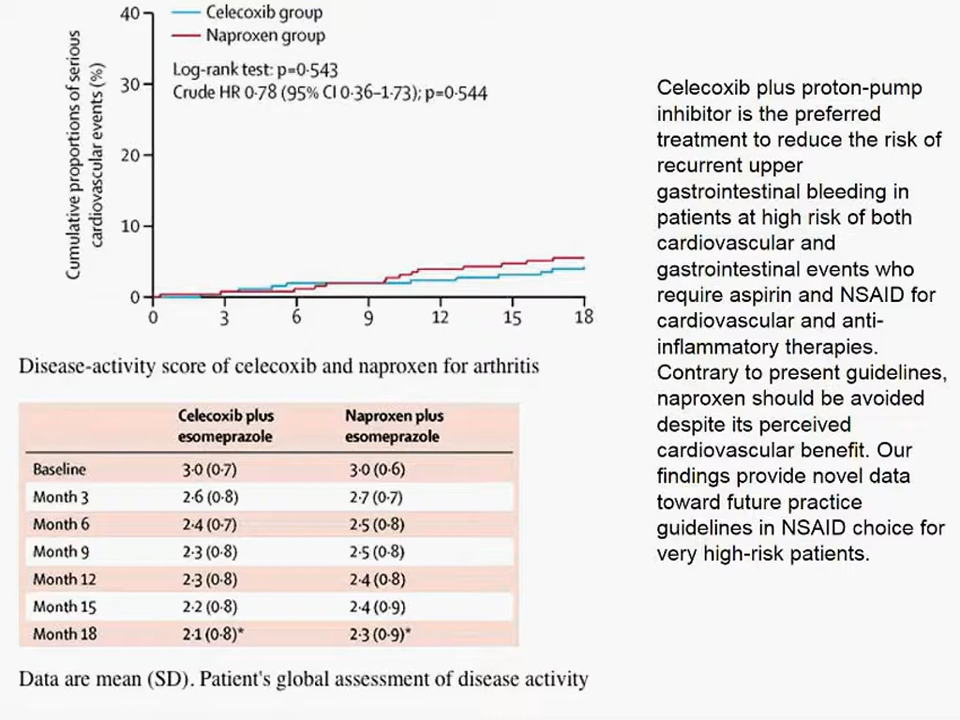 40
30
20
10
0
Cumulative proportions of serious
cardiovascular events (%)
Celecoxib group
Naproxen group
Log-rank test: p=0·543
Crude HR 0·78 (95% CI 0·36–1·73); p=0·544
0 3 6 9 12 15 18
Disease-activity score of celecoxib and naproxen for arthritis
Celecoxib plus esomeprazole Naproxen plus esomeprazole
Baseline 3·0 (0·7) 3·0 (0·6)
Month 3 2·6 (0·8) 2·7 (0·7)
Month 6 2·4 (0·7) 2·5 (0·8)
Month 9 2·3 (0·8) 2·5 (0·8)
Month 12 2·3 (0·8) 2·4 (0·8)
Month 15 2·2 (0·8) 2·4 (0·9)
Month 18 2·1 (0·8)* 2·3 (0·9)*
Data are mean (SD). Patient's global assessment of disease activity
Celecoxib plus proton-pump
inhibitor is the preferred
treatment to reduce the risk of
recurrent upper
gastrointestinal bleeding in
patients at high risk of both
cardiovascular and
gastrointestinal events who
require aspirin and NSAID for
cardiovascular and anti-
inflammatory therapies.
Contrary to present guidelines,
naproxen should be avoided
despite its perceived
cardiovascular benefit. Our
findings provide novel data
toward future practice
guidelines in NSAID choice for
very high-risk patients.